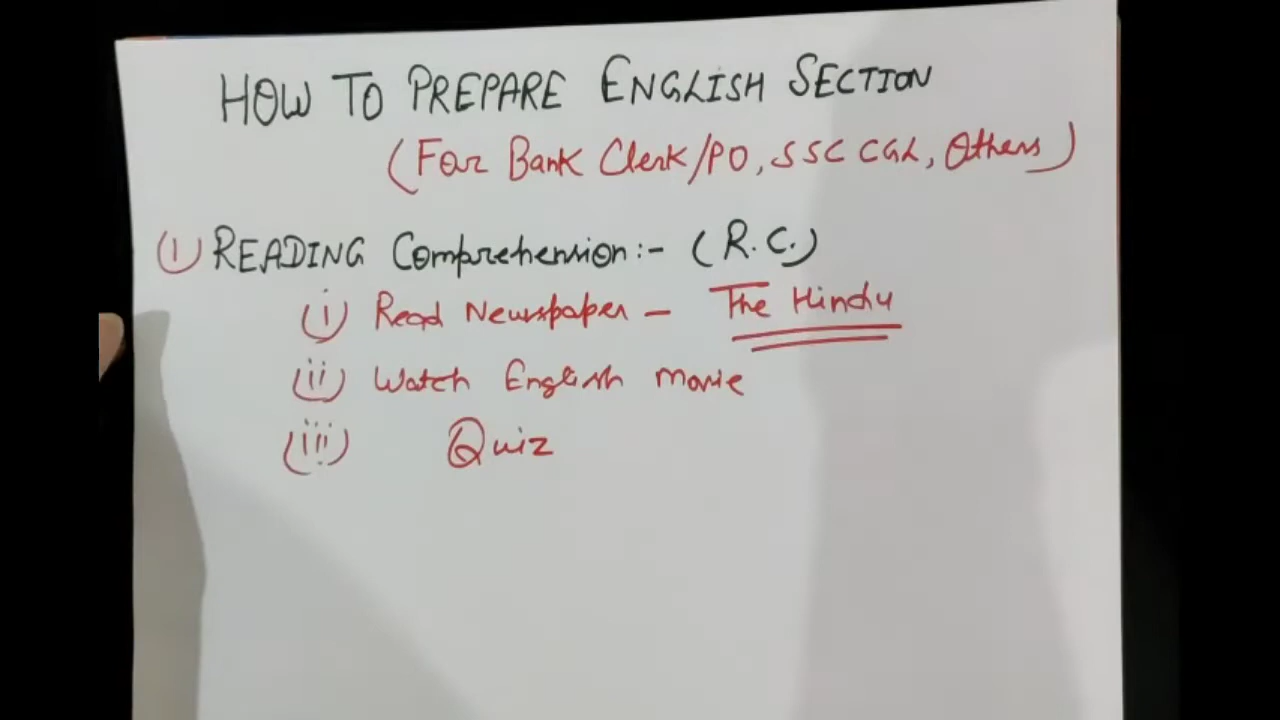 HOW TO PREPARE ENGLISH SECTION
(For Bank Clerk/PO, SSC CGL, Others)
(1) READING Comprehension:- (R.C.)
(i) Read Newspaper - The Hindu
(ii) Watch English movie
(iii) Quiz